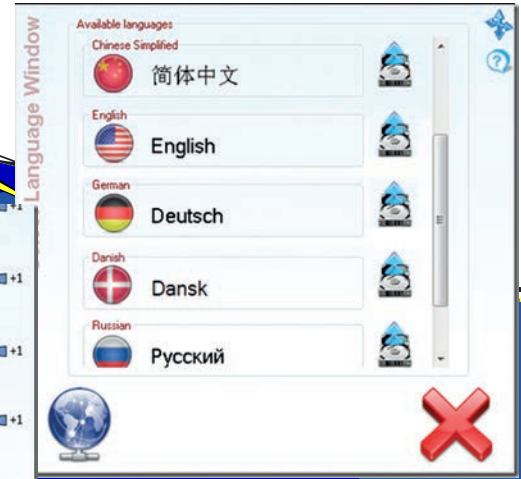 Language Window
Available languages
Chinese Simplified
简体中文
English
English
German
Deutsch
Danish
Dansk
Russian
Русский
+1
+1
+1
+1